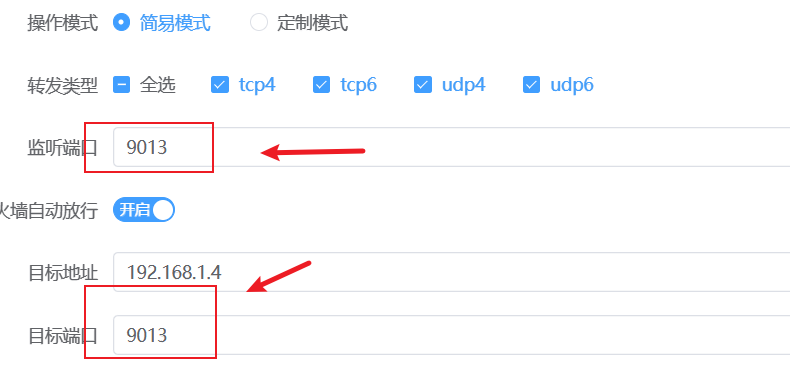 操作模式 简易模式 定制模式
转发类型 全选 tcp4 tcp6 udp4 udp6
监听端口 9013
火墙自动放行 开启
目标地址 192.168.1.4
目标端口 9013